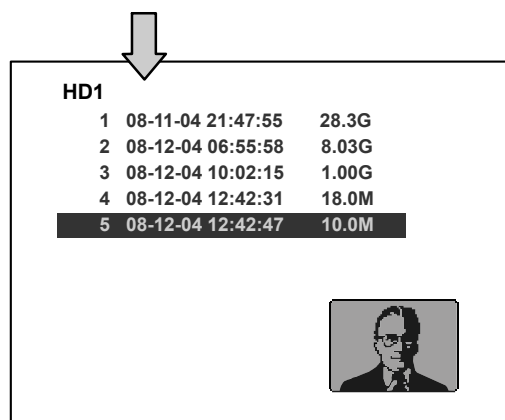 HD1
1 08-11-04 21:47:55 28.3G
2 08-12-04 06:55:58 8.03G
3 08-12-04 10:02:15 1.00G
4 08-12-04 12:42:31 18.0M
5 08-12-04 12:42:47 10.0M